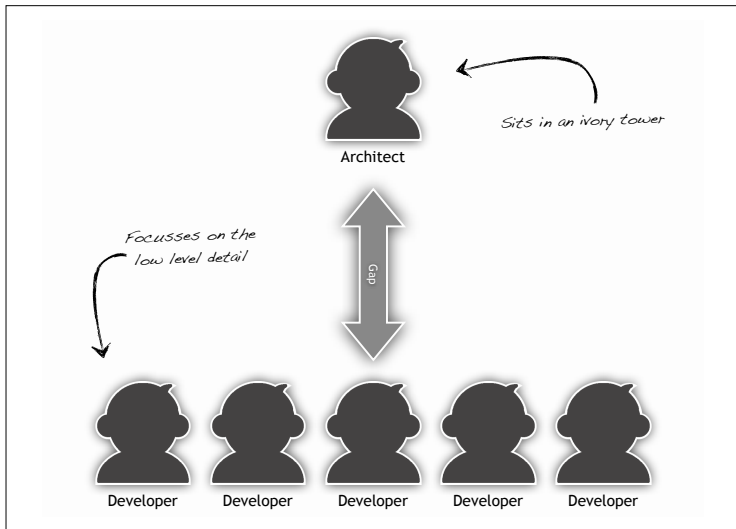 Sits in an ivory tower
Architect
Focusses on the
low level detail
Gap
Developer Developer Developer Developer Developer